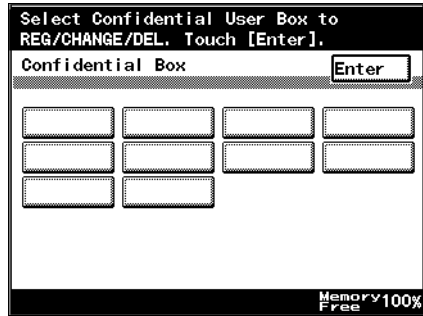 Select Confidential User Box to
REG/CHANGE/DEL. Touch [Enter].
Confidential Box
Enter
Memory
Free 100%